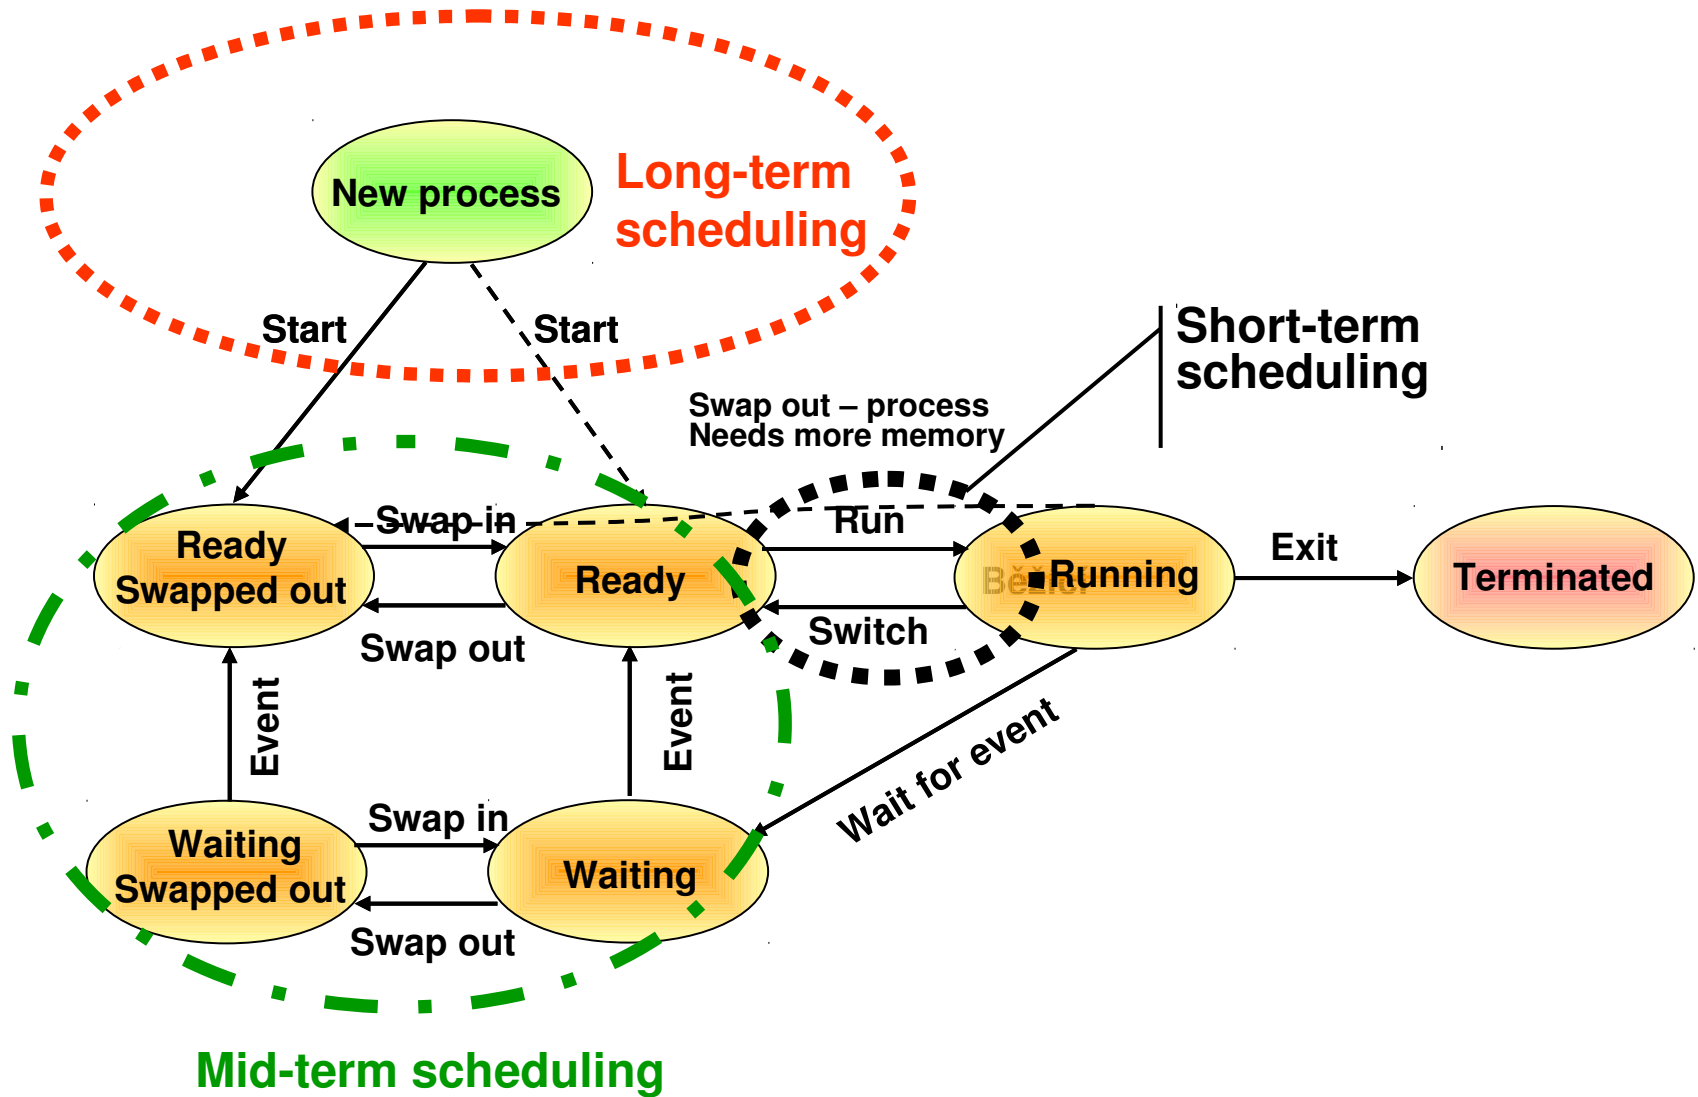 New process
Long-term
scheduling
Start
Start
Short-term
scheduling
Swap out – process
Needs more memory
Swap in
Run
Ready
Swapped out
Ready
Running
Exit
Terminated
Swap out
Switch
Event
Event
Wait for event
Swap in
Waiting
Swapped out
Waiting
Swap out
Mid-term scheduling